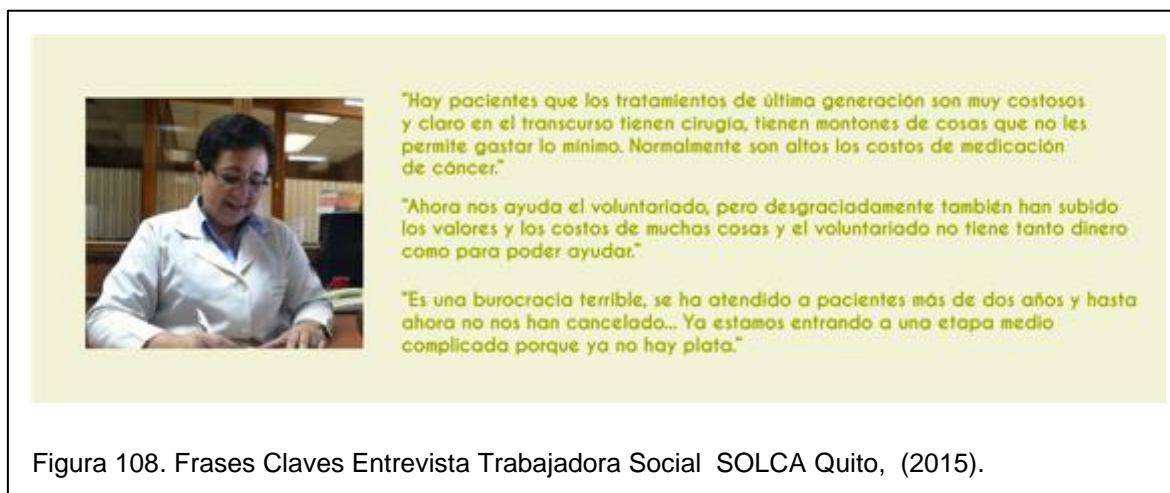 "Hay pacientes que los tratamientos de última generación son muy costosos
y claro en el transcurso tienen cirugía, tienen montones de cosas que no les
permite gastar lo mínimo. Normalmente son altos los costos de medicación
de cáncer."
"Ahora nos ayuda el voluntariado, pero desgraciadamente también han subido
los valores y los costos de muchas cosas y el voluntariado no tiene tanto dinero
como para poder ayudar."
"Es una burocracia terrible, se ha atendido a pacientes más de dos años y hasta
ahora no nos han cancelado... Ya estamos entrando a una etapa medio
complicada porque ya no hay plata."
Figura 108. Frases Claves Entrevista Trabajadora Social SOLCA Quito, (2015).